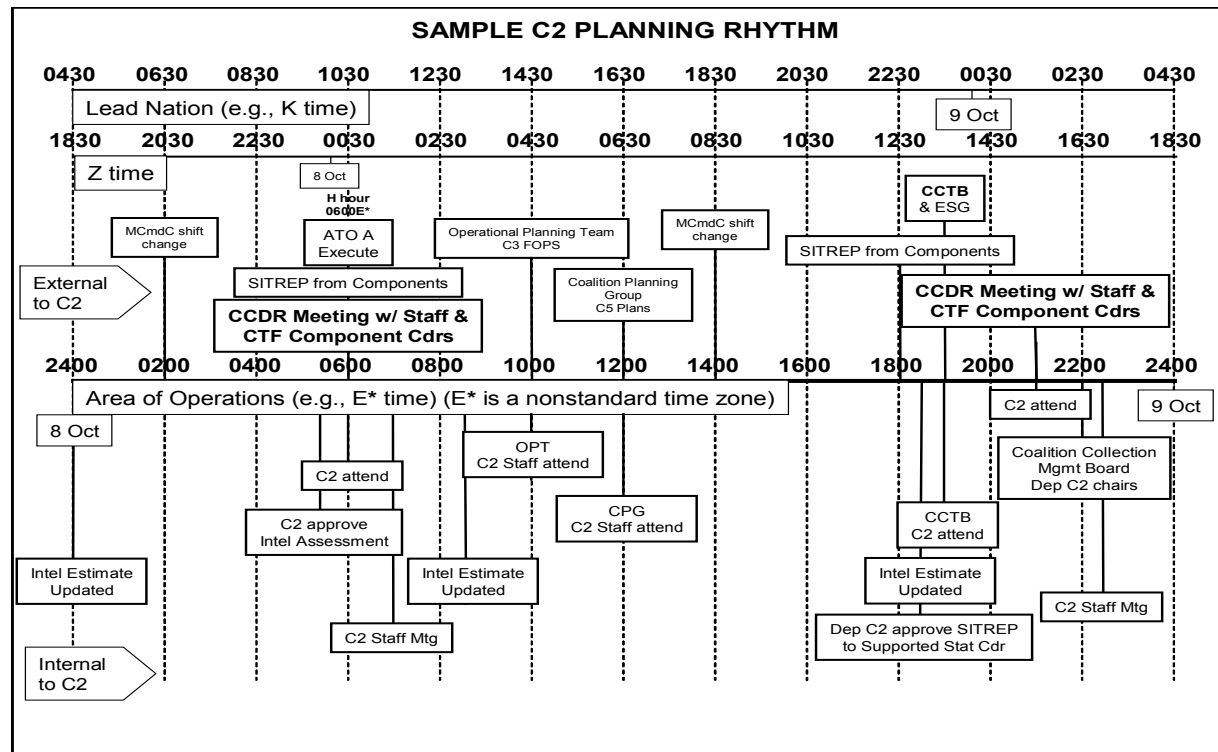 SAMPLE C2 PLANNING RHYTHM
0430 0630 0830 1030 1230 1430 1630 1830 2030 2230 0030 0230 0430
Lead Nation (e.g., K time)
9 Oct
1830 2030 2230 0030 0230 0430 0630 0830 1030 1230 1430 1630 1830
Z time
8 Oct
H hour
0600E*
CCTB
& ESG
MCmdC shift
change
ATO A
Execute
Operational Planning Team
C3 FOPS
MCmdC shift
change
SITREP from Components
External
to C2
SITREP from Components
Coalition Planning
Group
C5 Plans
CCDR Meeting w/ Staff &
CTF Component Cdrs
CCDR Meeting w/ Staff &
CTF Component Cdrs
2400 0200 0400 0600 0800 1000 1200 1400 1600 1800 2000 2200 2400
Area of Operations (e.g., E* time) (E* is a nonstandard time zone)
C2 attend
9 Oct
8 Oct
OPT
C2 Staff attend
Coalition Collection
Mgmt Board
Dep C2 chairs
C2 attend
CPG
C2 Staff attend
CCTB
C2 attend
C2 approve
Intel Assessment
Intel Estimate
Updated
Intel Estimate
Updated
Intel Estimate
Updated
C2 Staff Mtg
C2 Staff Mtg
Dep C2 approve SITREP
to Supported Stat Cdr
Internal
to C2